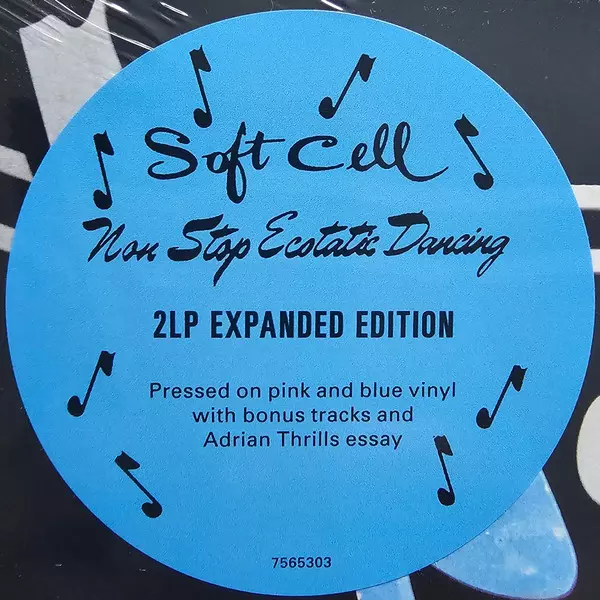 Soft Cell
Non Stop Ecstatic Dancing
2LP EXPANDED EDITION
Pressed on pink and blue vinyl
with bonus tracks and
Adrian Thrills essay
7565303